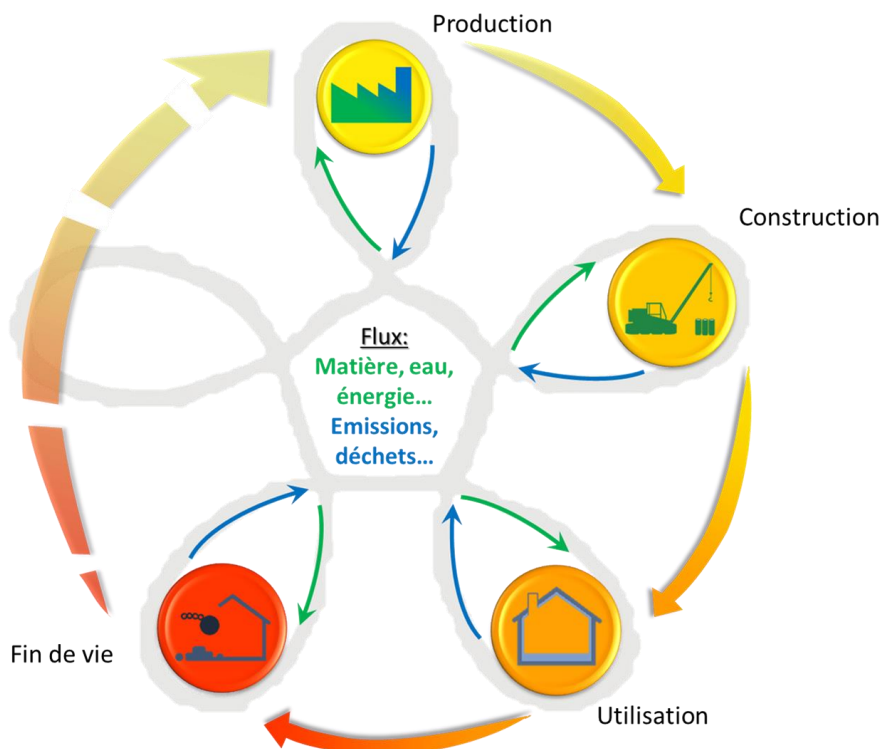 Production
Construction
Flux:
Matière, eau,
énergie...
Emissions,
déchets...
Fin de vie
Utilisation